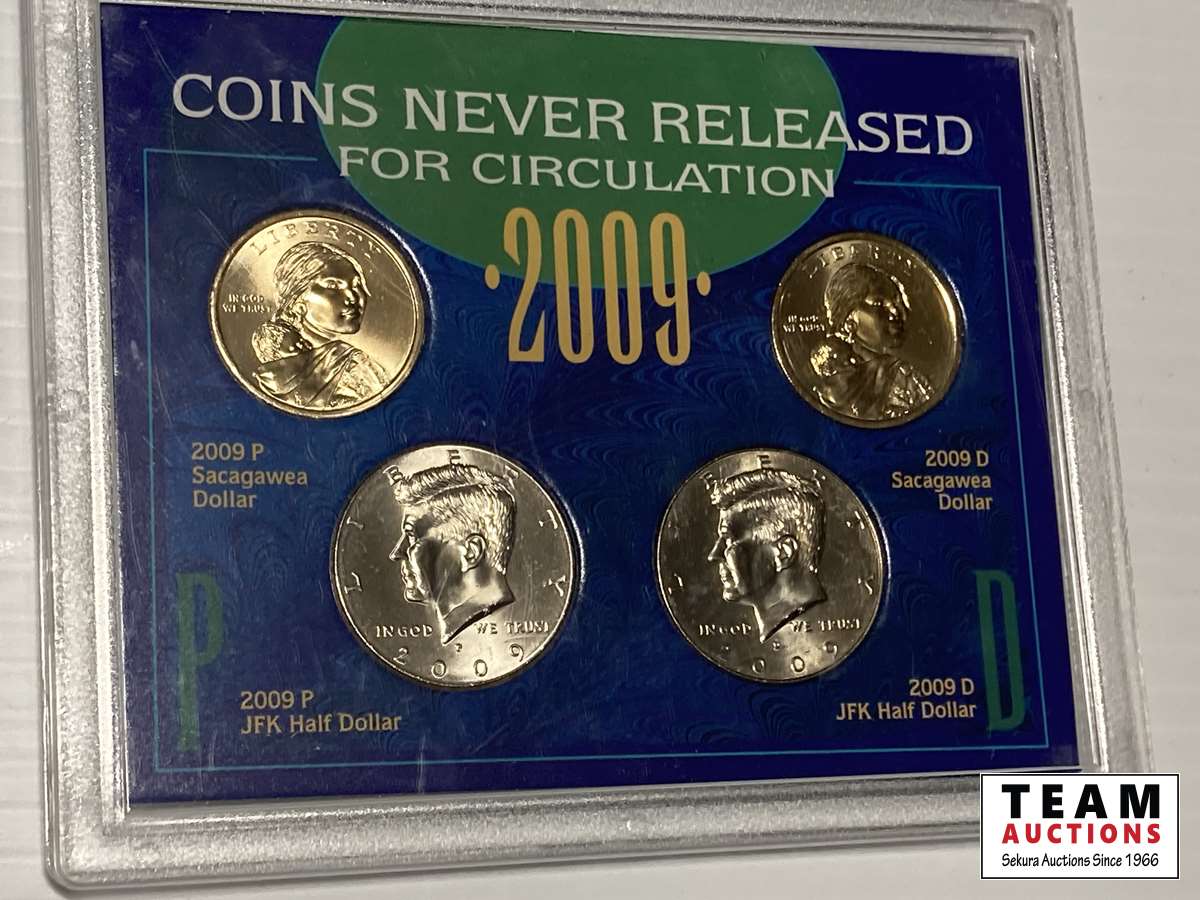 COINS NEVER RELEASED
FOR CIRCULATION
·2009·
LIBERTY
IN GOD
WE TRUST
LIBERTY
IN GOD
WE TRUST
2009 P
Sacagawea
Dollar
2009 D
Sacagawea
Dollar
LIBERTY
IN GOD WE TRUST
P
2009
LIBERTY
IN GOD WE TRUST
D
2009
P
D
2009 P
JFK Half Dollar
2009 D
JFK Half Dollar
TEAM
AUCTIONS
Sekura Auctions Since 1966